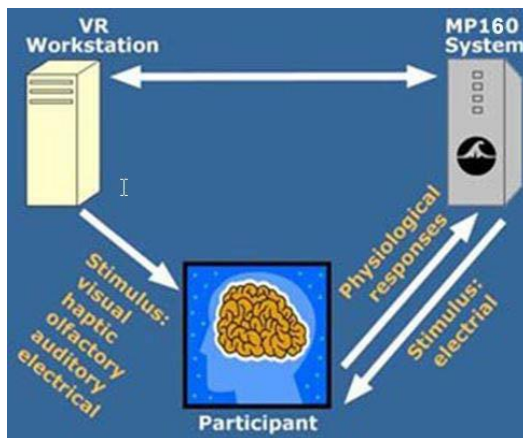 VR
Workstation
MP160
System
Stimulus:
visual
haptic
olfactory
auditory
electrical
Physiological
responses
Stimulus:
electrial
Participant